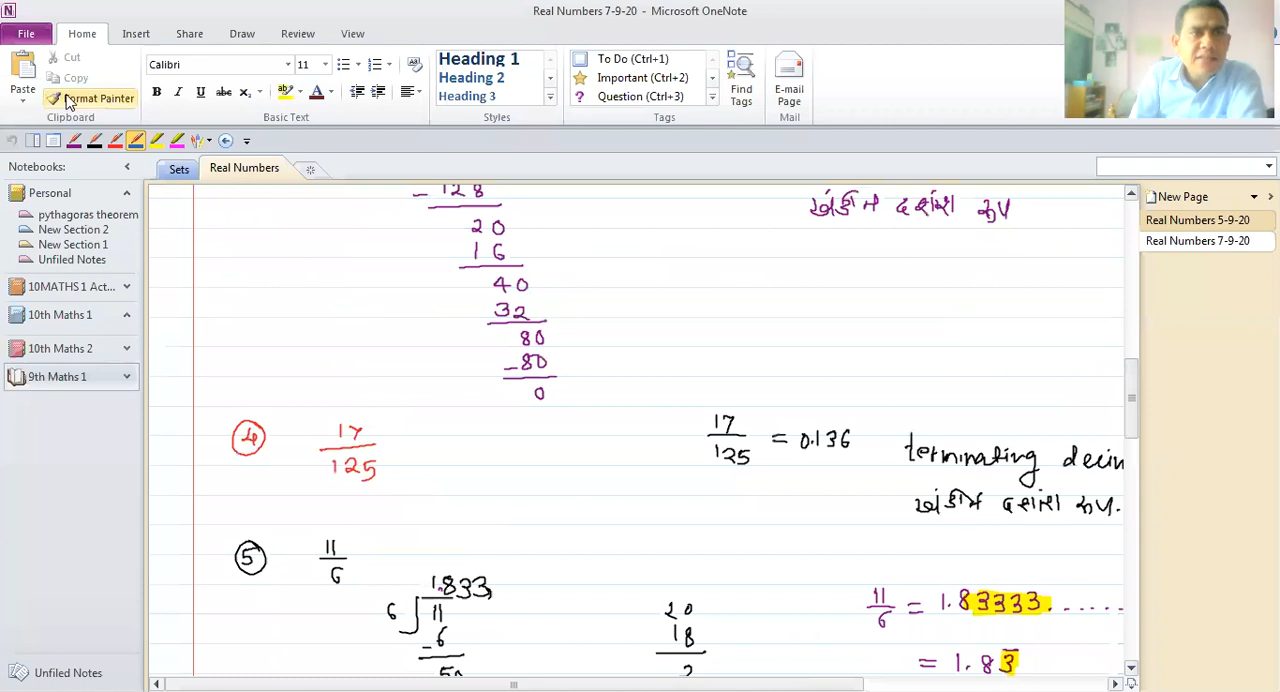 Real Numbers 7-9-20 - Microsoft OneNote
File Home Insert Share Draw Review View
Paste
Cut
Copy
Format Painter
Clipboard
Calibri 11
B I U abc X₂ A
Basic Text
Heading 1
Heading 2
Heading 3
Styles
To Do (Ctrl+1)
Important (Ctrl+2)
Question (Ctrl+3)
Tags
Find Tags
E-mail Page
Mail
Notebooks:
Personal
pythagoras theorem
New Section 2
New Section 1
Unfiled Notes
10MATHS 1 Act...
10th Maths 1
10th Maths 2
9th Maths 1
Unfiled Notes
Sets Real Numbers
New Page
Real Numbers 5-9-20
Real Numbers 7-9-20
- 128
20
16
40
32
80
- 80
0
4 17/125
17/125 = 0.136
terminating decim
5 11/6
1.833
6 11
- 6
50
20
18
2
11/6 = 1.83333.......
= 1.83̅